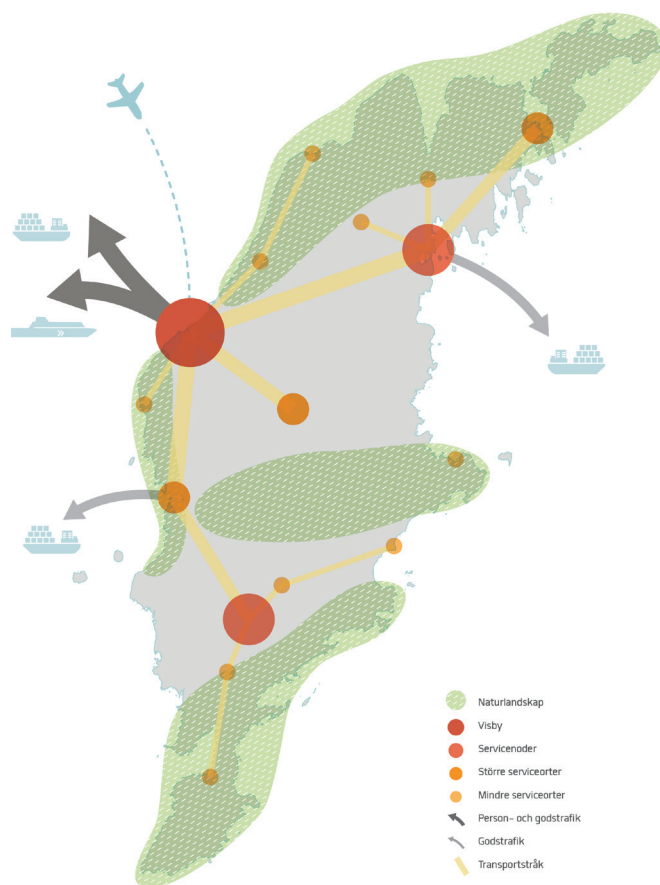 Naturlandskap
Visby
Servicenoder
Större serviceorter
Mindre serviceorter
Person- och godstrafik
Godstrafik
Transportstråk